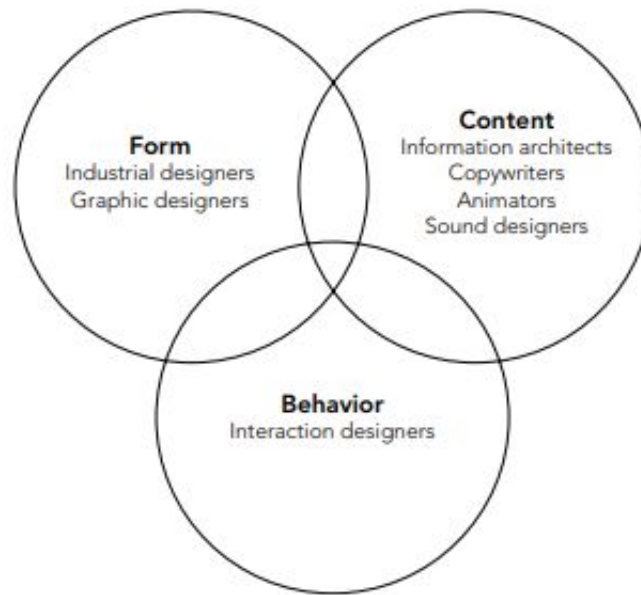 Form
Industrial designers
Graphic designers
Content
Information architects
Copywriters
Animators
Sound designers
Behavior
Interaction designers